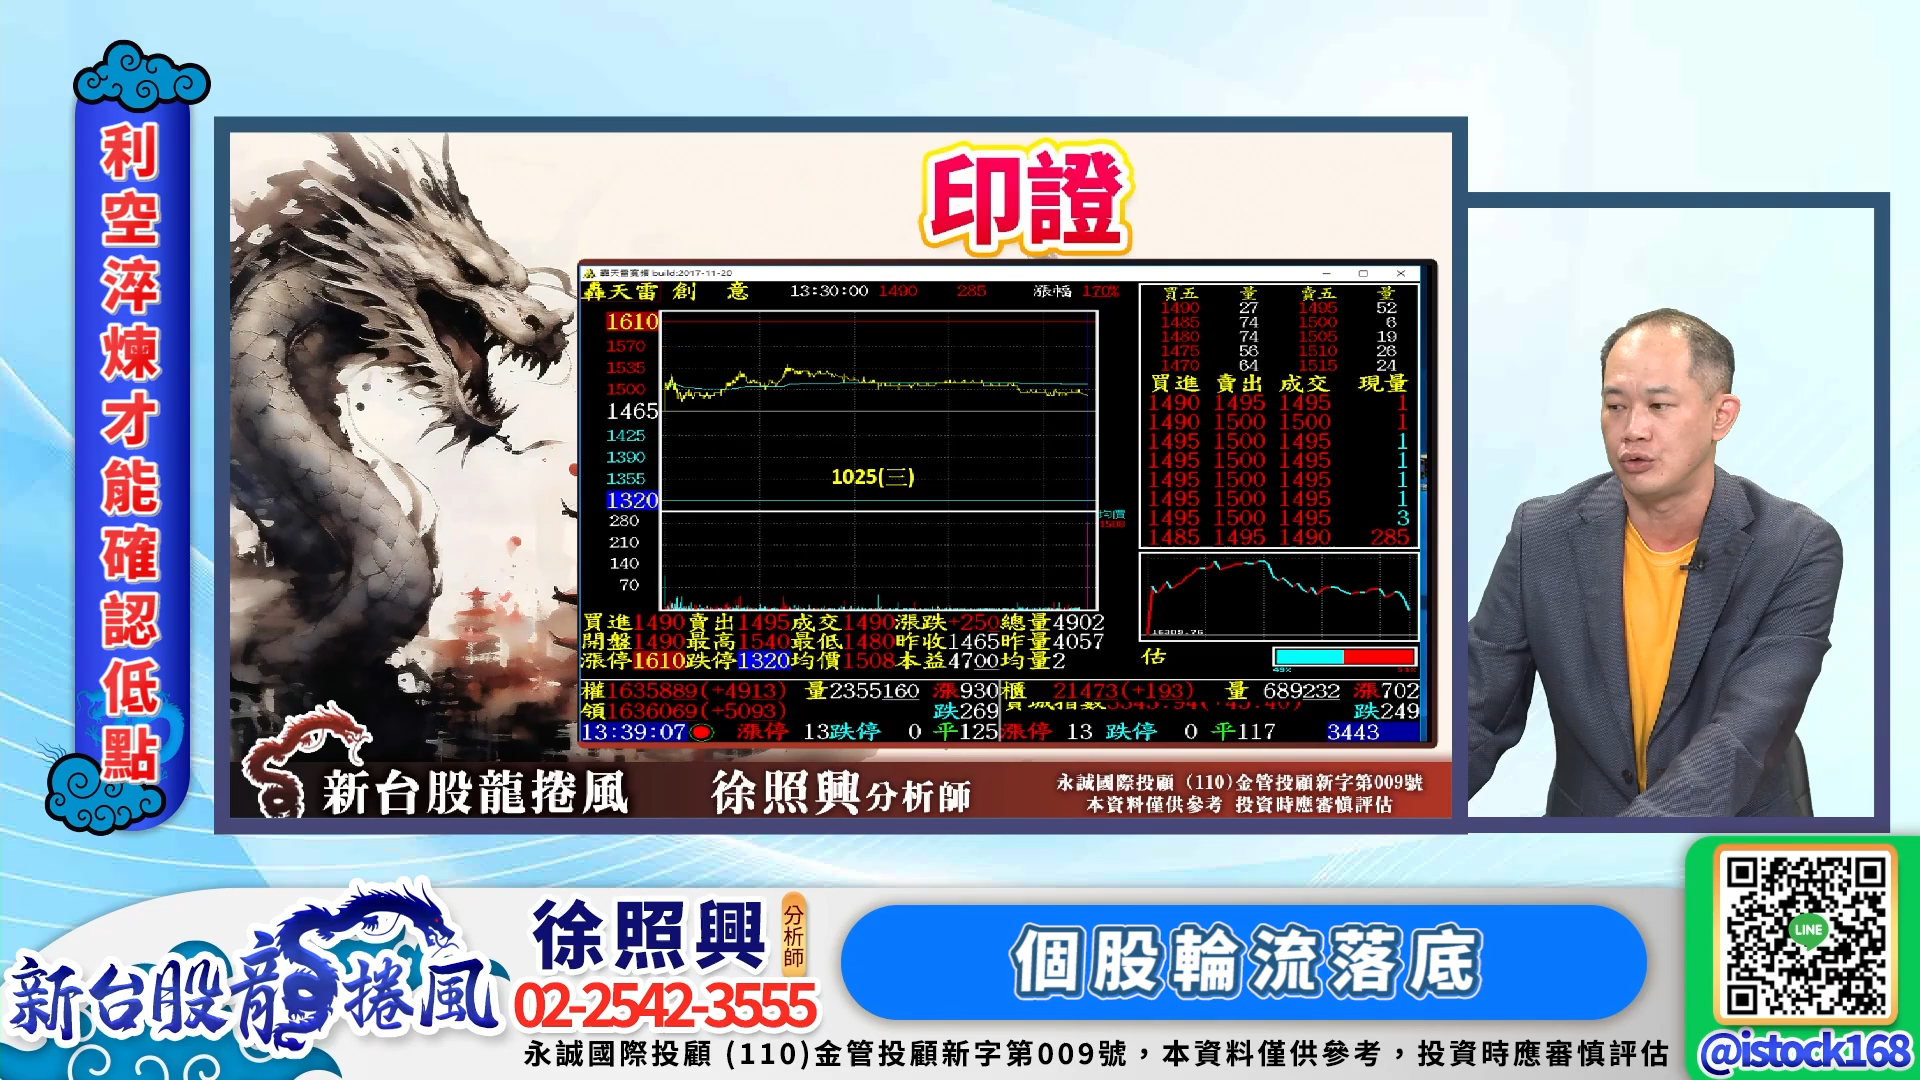 利空淬煉才能確認低點
印證
轟天雷寬頻 build:2017-11-20
轟天雷 創 意 13:30:00 1490 285 漲幅 1.70%
1610
1570
1535
1500
1465
1425
1390
1355
1320
280
210
140
70
1025(三)
均價
1508
買五 量 賣五 量
1490 27 1495 52
1485 74 1500 6
1480 74 1505 19
1475 56 1510 26
1470 64 1515 24
買進 賣出 成交 現量
1490 1495 1495 1
1490 1500 1500 1
1495 1500 1495 1
1495 1500 1495 1
1495 1500 1495 1
1495 1500 1495 1
1495 1500 1495 3
1485 1495 1490 285
16309.76
估
買進1490賣出1495成交1490漲跌+250總量4902
開盤1490最高1540最低1480昨收1465昨量4057
漲停1610跌停1320均價1508本益4700均量2
權1635889(+4913) 量2355160 漲930
櫃 21473(+193) 量 689232 漲702
領1636069(+5093) 跌269
跌249
13:39:07 漲停 13跌停 0 平125
漲停 13 跌停 0 平117 3443
新台股龍捲風 徐照興分析師
永誠國際投顧 (110)金管投顧新字第009號
本資料僅供參考 投資時應審慎評估
新台股龍捲風
徐照興 分析師
02-2542-3555
個股輪流落底
永誠國際投顧 (110)金管投顧新字第009號，本資料僅供參考，投資時應審慎評估
LINE
@istock168